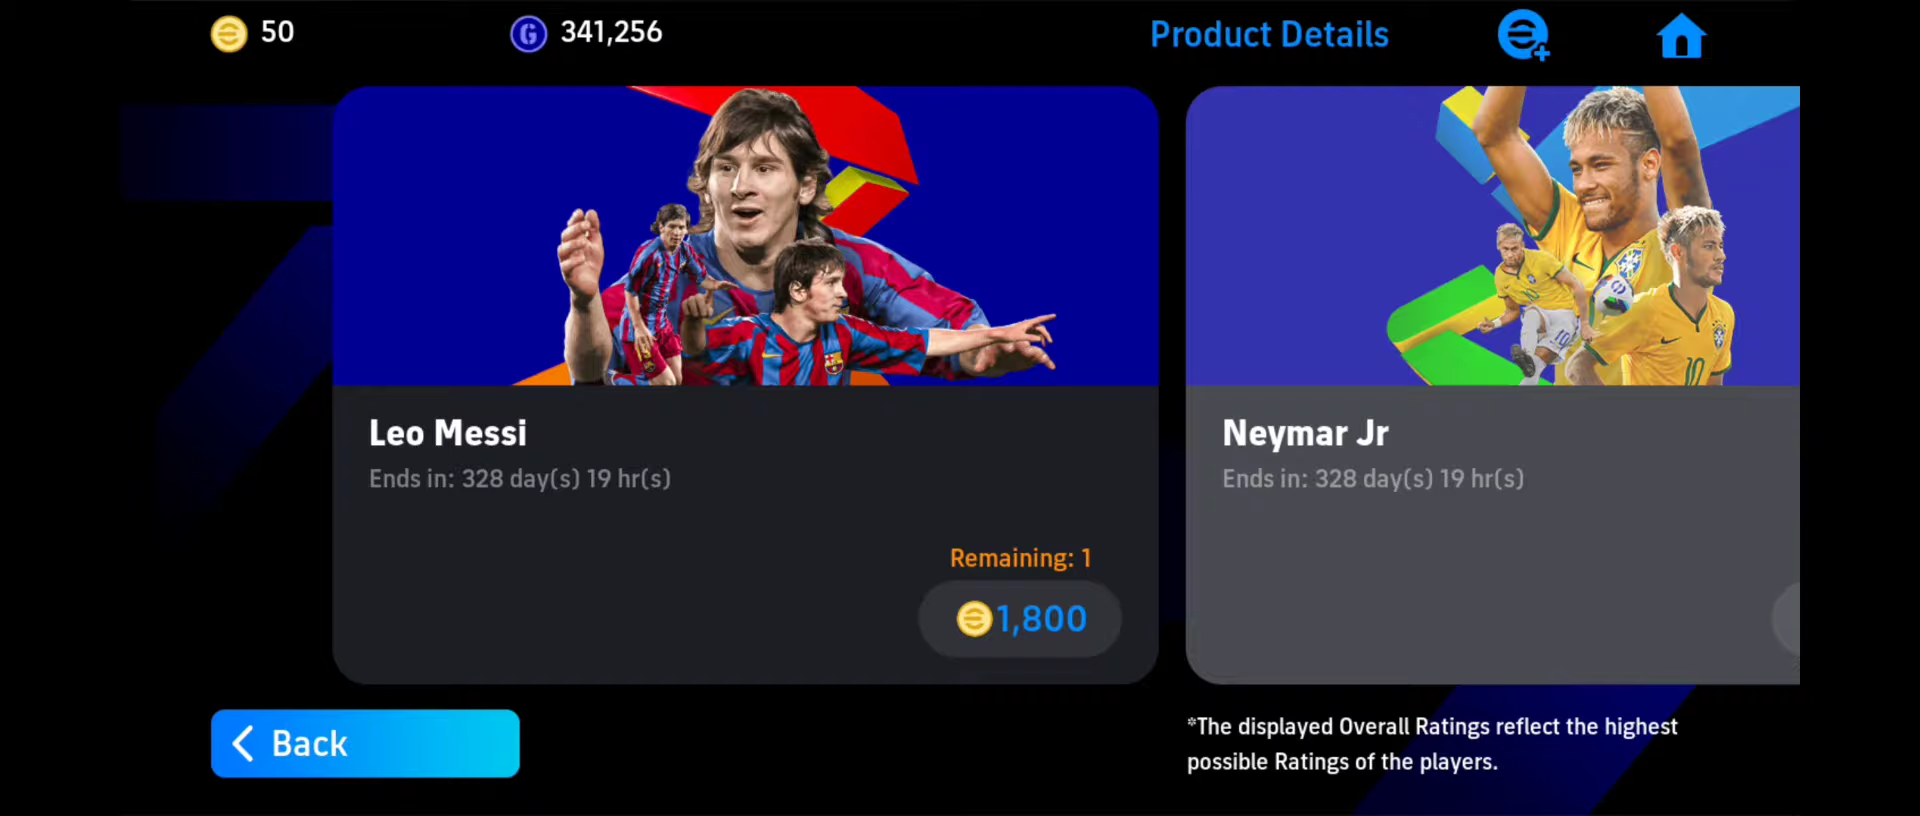 50
341,256
Product Details
Leo Messi
Ends in: 328 day(s) 19 hr(s)
Remaining: 1
1,800
Neymar Jr
Ends in: 328 day(s) 19 hr(s)
Back
*The displayed Overall Ratings reflect the highest
possible Ratings of the players.